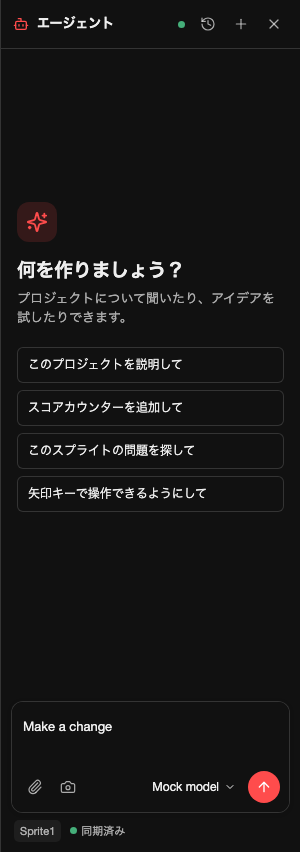 エージェント
何を作りましょう？
プロジェクトについて聞いたり、アイデアを
試したりできます。
このプロジェクトを説明して
スコアカウンターを追加して
このスプライトの問題を探して
矢印キーで操作できるようにして
Make a change
Mock model
Sprite1
同期済み